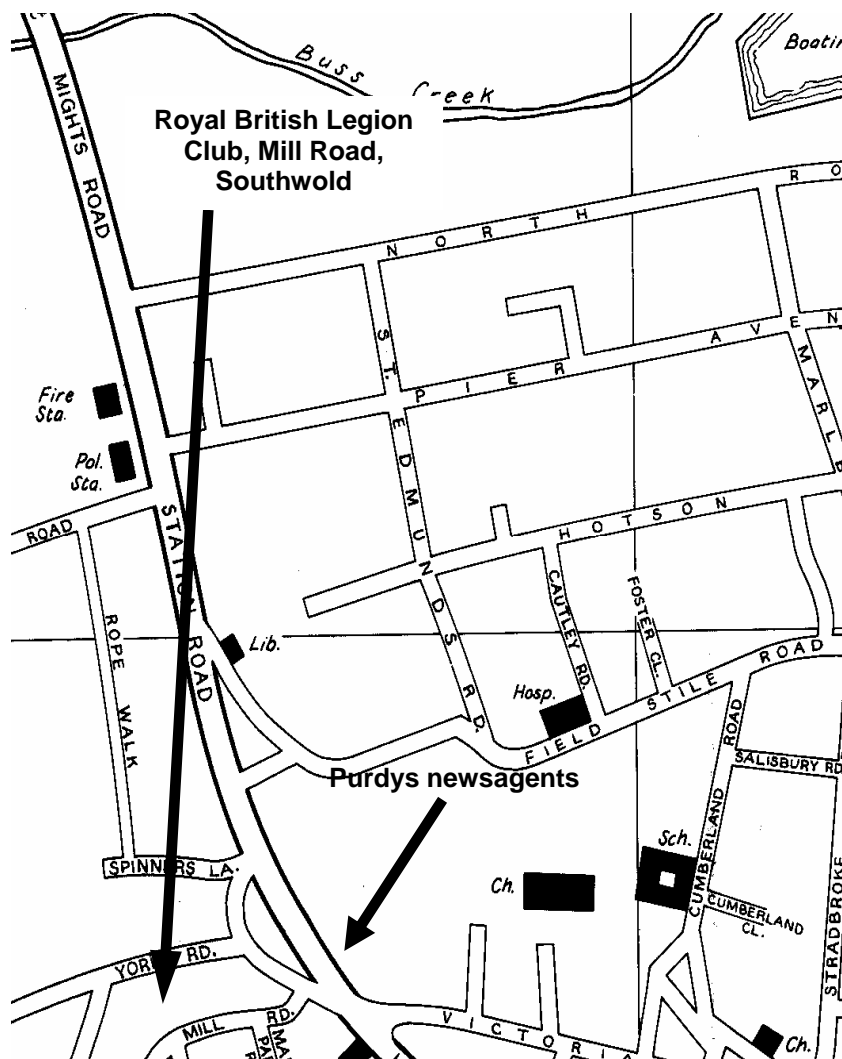 Buss
Creek
Boatin
MIGHTS ROAD
Royal British Legion
Club, Mill Road,
Southwold
NORTH RO
ST. EDMUNDS RD.
PIER AVEN
MARLB
Fire
Sta.
Pol.
Sta.
ROAD
STATION ROAD
HOTSON
ROPE WALK
Lib.
CAUTLEY RD.
FOSTER CL.
Hosp.
FIELD STILE ROAD
Purdys newsagents
CUMBERLAND ROAD
SALISBURY RD
SPINNERS LA.
Sch.
Ch.
CUMBERLAND
CL.
STRADBROKE
YORK RD.
MILL RD.
VICTORIA
Ch.